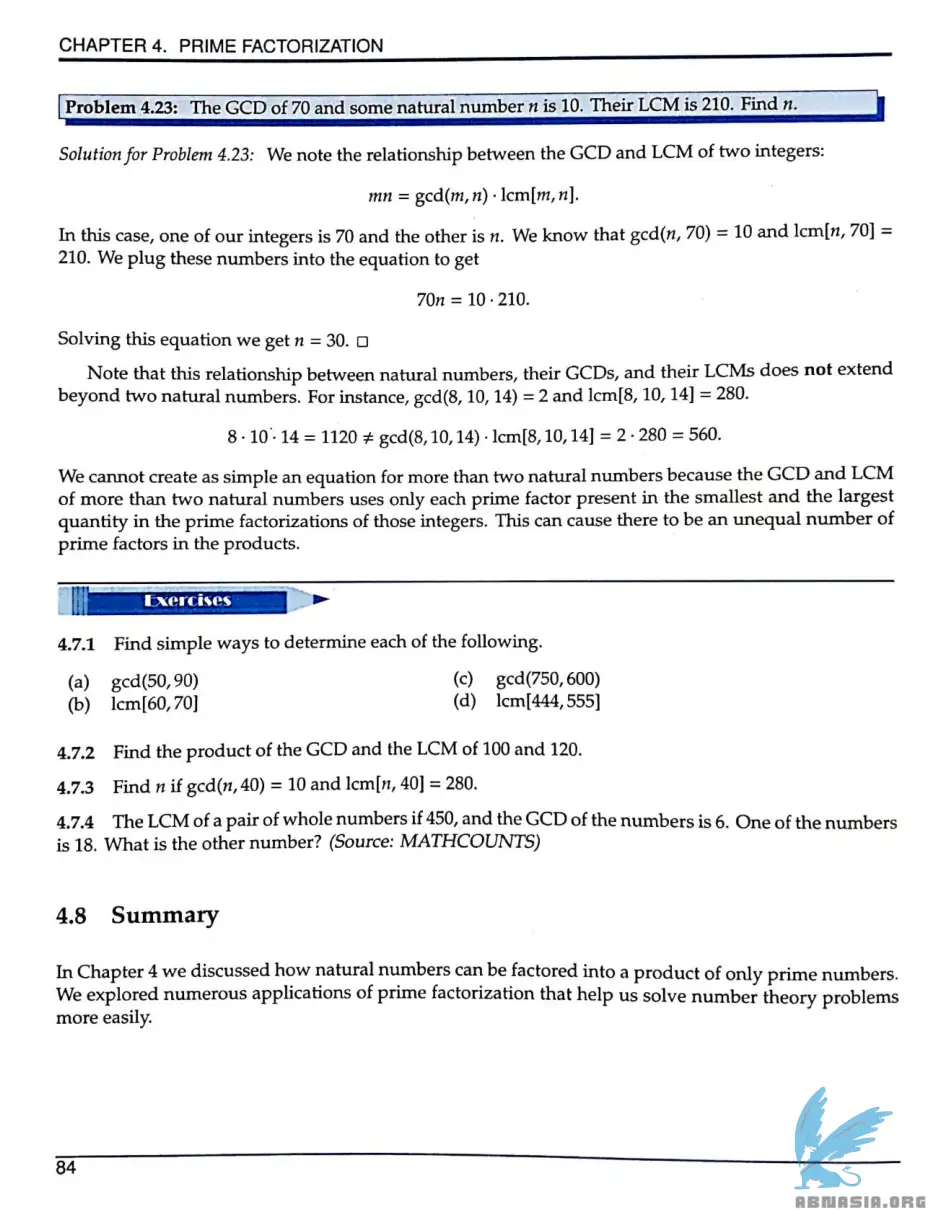 CHAPTER 4. PRIME FACTORIZATION
Problem 4.23: The GCD of 70 and some natural number n is 10. Their LCM is 210. Find n.
Solution for Problem 4.23: We note the relationship between the GCD and LCM of two integers:
mn = gcd(m, n) · lcm[m, n].
In this case, one of our integers is 70 and the other is n. We know that gcd(n, 70) = 10 and lcm[n, 70] =
210. We plug these numbers into the equation to get
70n = 10 · 210.
Solving this equation we get n = 30. □
Note that this relationship between natural numbers, their GCDs, and their LCMs does not extend
beyond two natural numbers. For instance, gcd(8, 10, 14) = 2 and lcm[8, 10, 14] = 280.
8 · 10 · 14 = 1120 ≠ gcd(8, 10, 14) · lcm[8, 10, 14] = 2 · 280 = 560.
We cannot create as simple an equation for more than two natural numbers because the GCD and LCM
of more than two natural numbers uses only each prime factor present in the smallest and the largest
quantity in the prime factorizations of those integers. This can cause there to be an unequal number of
prime factors in the products.
Exercises
4.7.1 Find simple ways to determine each of the following.
(a) gcd(50, 90) (c) gcd(750, 600)
(b) lcm[60, 70] (d) lcm[444, 555]
4.7.2 Find the product of the GCD and the LCM of 100 and 120.
4.7.3 Find n if gcd(n, 40) = 10 and lcm[n, 40] = 280.
4.7.4 The LCM of a pair of whole numbers if 450, and the GCD of the numbers is 6. One of the numbers
is 18. What is the other number? (Source: MATHCOUNTS)
4.8 Summary
In Chapter 4 we discussed how natural numbers can be factored into a product of only prime numbers.
We explored numerous applications of prime factorization that help us solve number theory problems
more easily.
84
ABNASIA.ORG